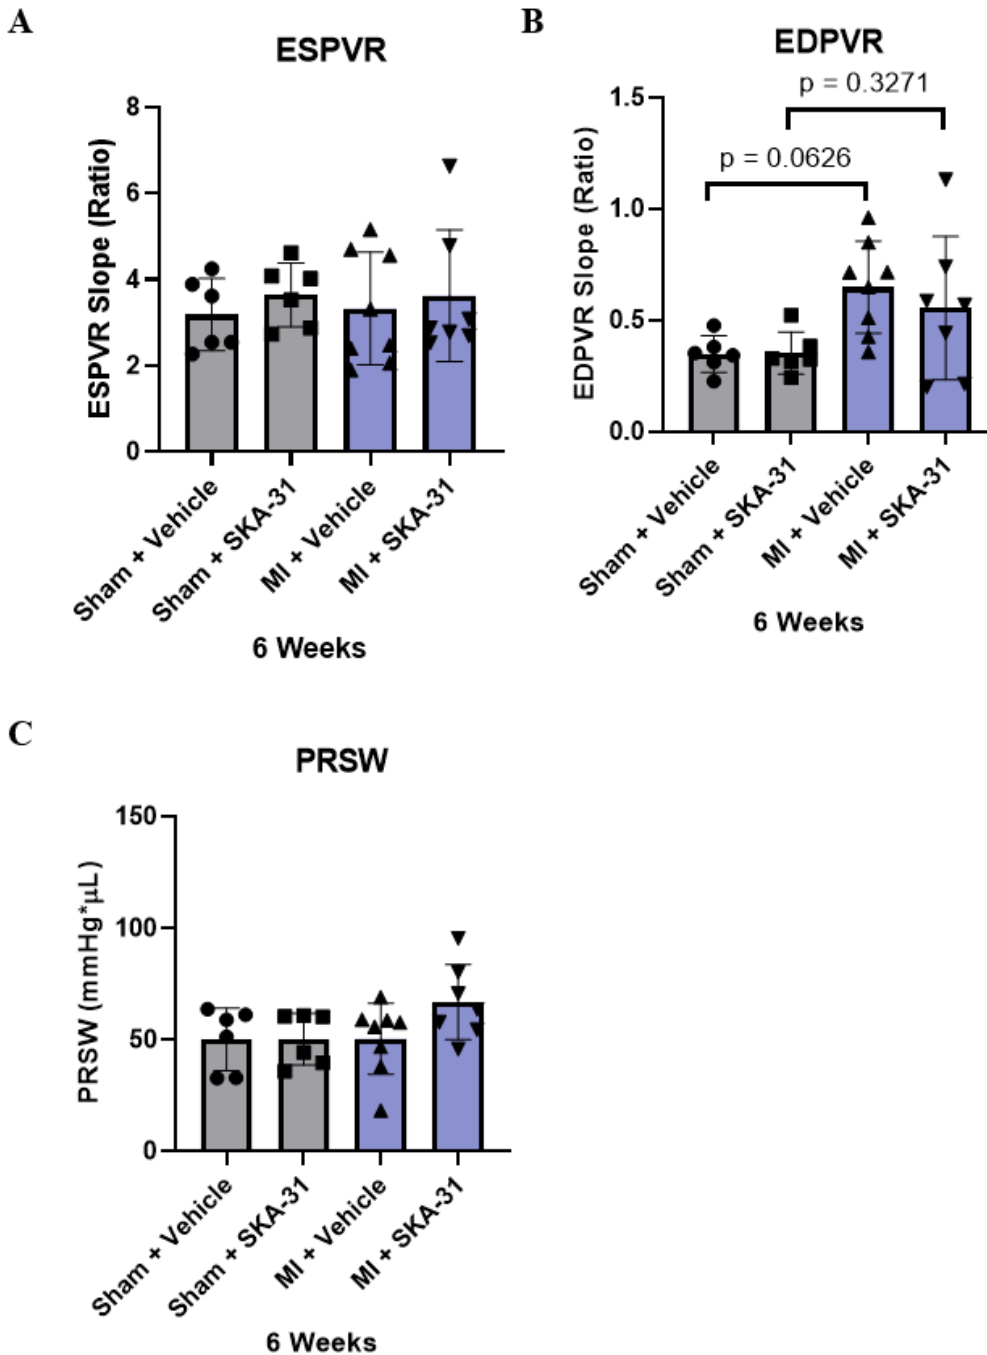 A
ESPVR
ESPVR Slope (Ratio)
8
6
4
2
0
Sham + Vehicle
Sham + SKA-31
MI + Vehicle
MI + SKA-31
6 Weeks
B
EDPVR
p = 0.3271
p = 0.0626
EDPVR Slope (Ratio)
1.5
1.0
0.5
0.0
Sham + Vehicle
Sham + SKA-31
MI + Vehicle
MI + SKA-31
6 Weeks
C
PRSW
PRSW (mmHg*µL)
150
100
50
0
Sham + Vehicle
Sham + SKA-31
MI + Vehicle
MI + SKA-31
6 Weeks